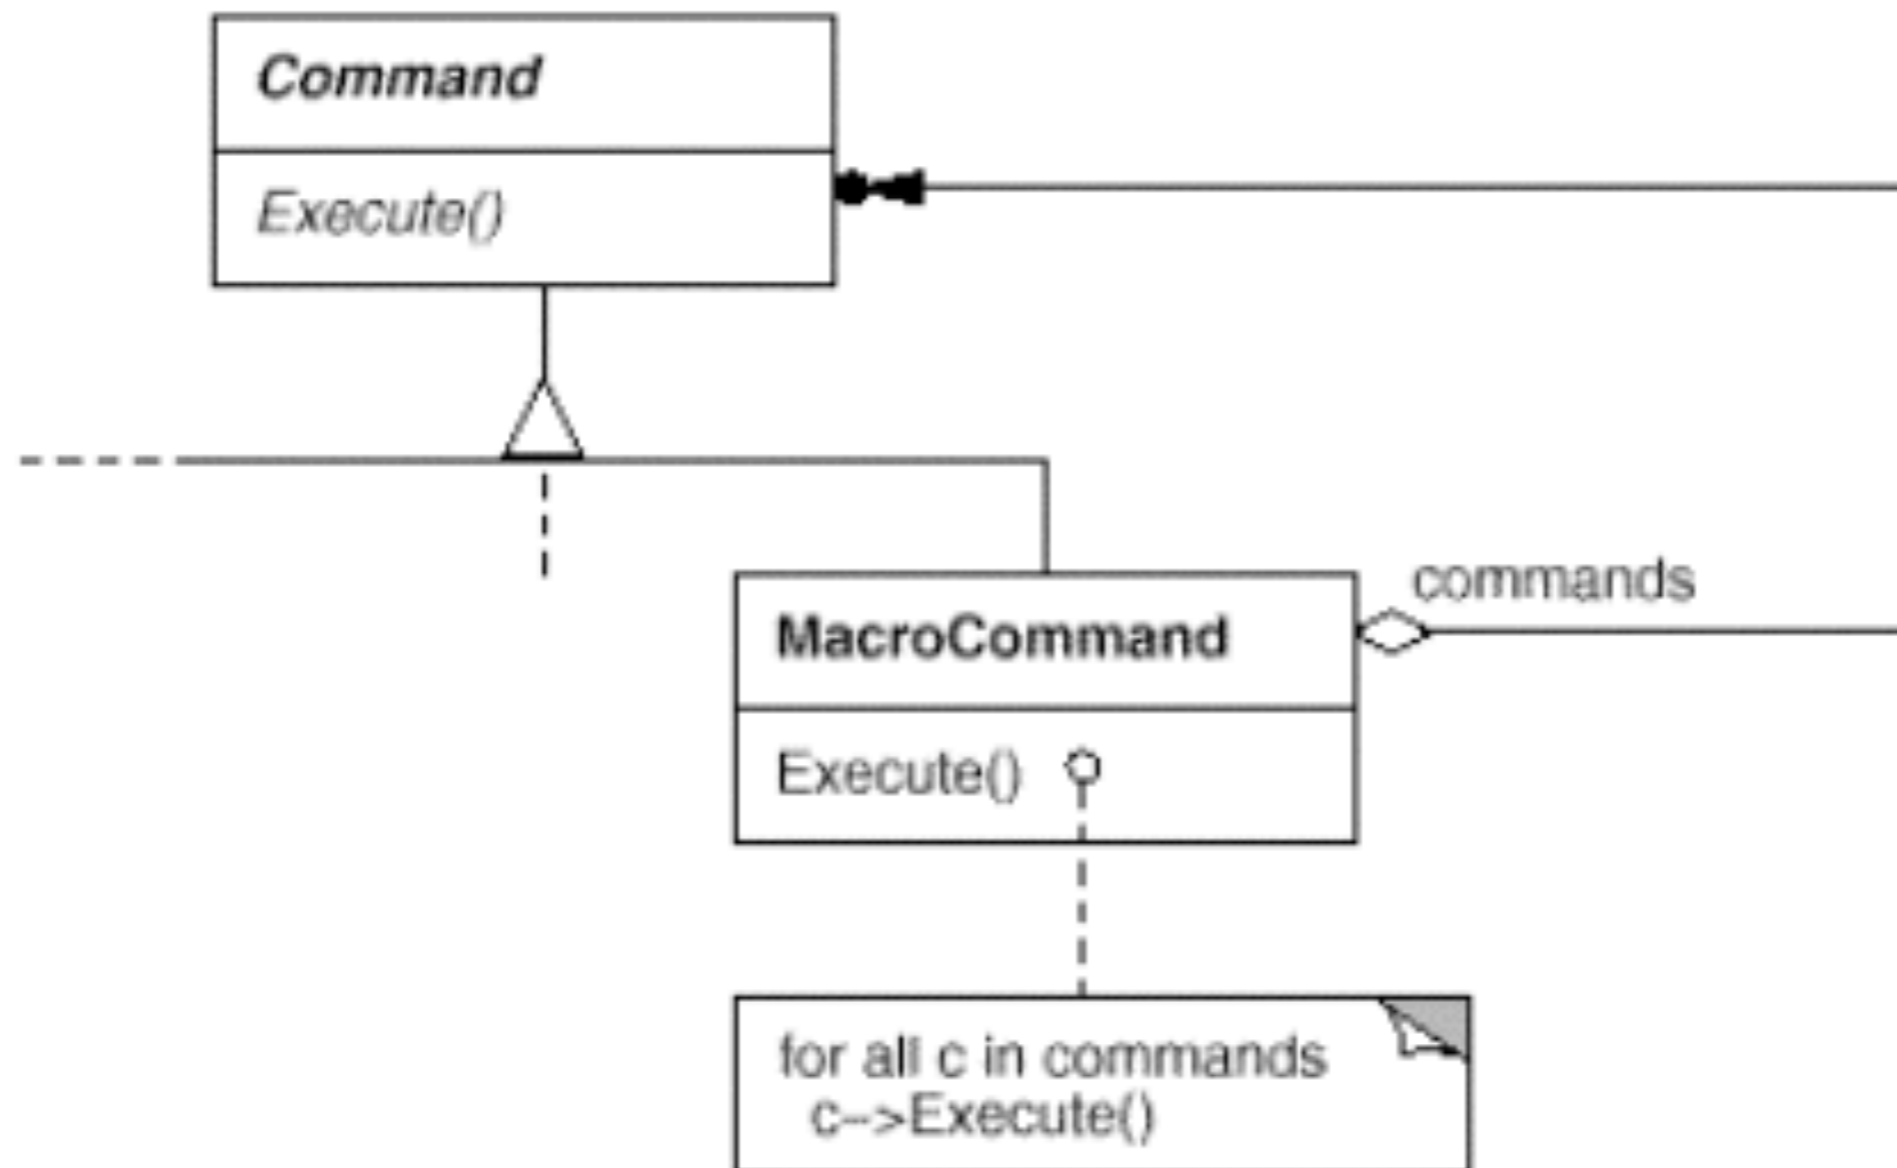 Command
Execute()
commands
MacroCommand
Execute()
for all c in commands
c-->Execute()